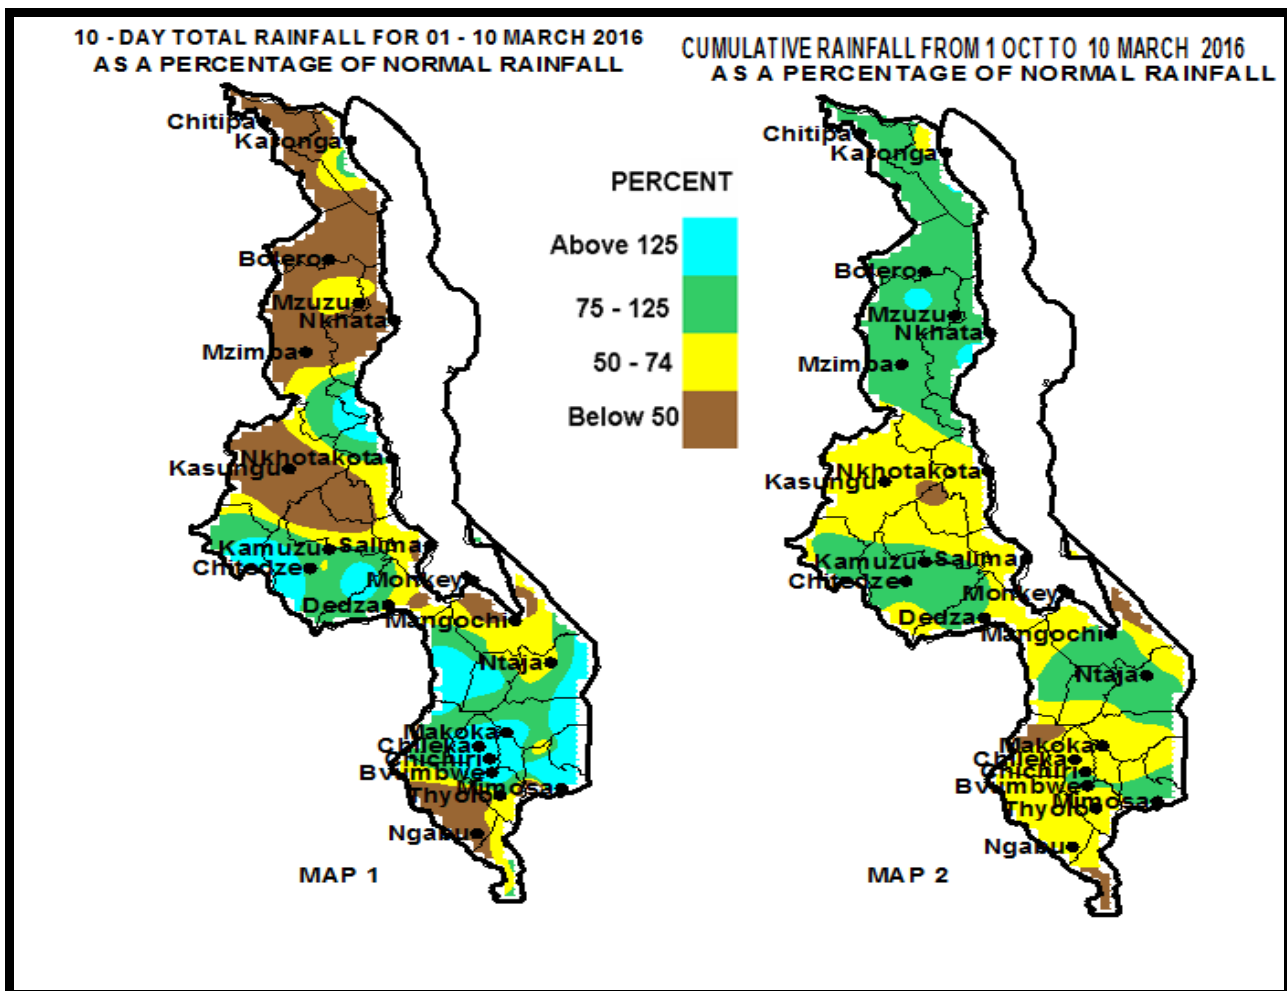 10 - DAY TOTAL RAINFALL FOR 01 - 10 MARCH 2016
AS A PERCENTAGE OF NORMAL RAINFALL
CUMULATIVE RAINFALL FROM 1 OCT TO 10 MARCH 2016
AS A PERCENTAGE OF NORMAL RAINFALL
Chitipa
Karonga
Bolero
Mzuzu
Nkhata
Mzimba
Nkhotakota
Kasungu
Kamuzu
Salima
Chitedze
Monkey
Dedza
Mangochi
Ntaja
Makoka
Chileka
Chichiri
Bvumbwe
Mimosa
Thyolo
Ngabu
MAP 1
PERCENT
Above 125
75 - 125
50 - 74
Below 50
Chitipa
Karonga
Bolero
Mzuzu
Nkhata
Mzimba
Nkhotakota
Kasungu
Kamuzu
Salima
Chitedze
Monkey
Dedza
Mangochi
Ntaja
Makoka
Chileka
Chichiri
Bvumbwe
Mimosa
Thyolo
Ngabu
MAP 2